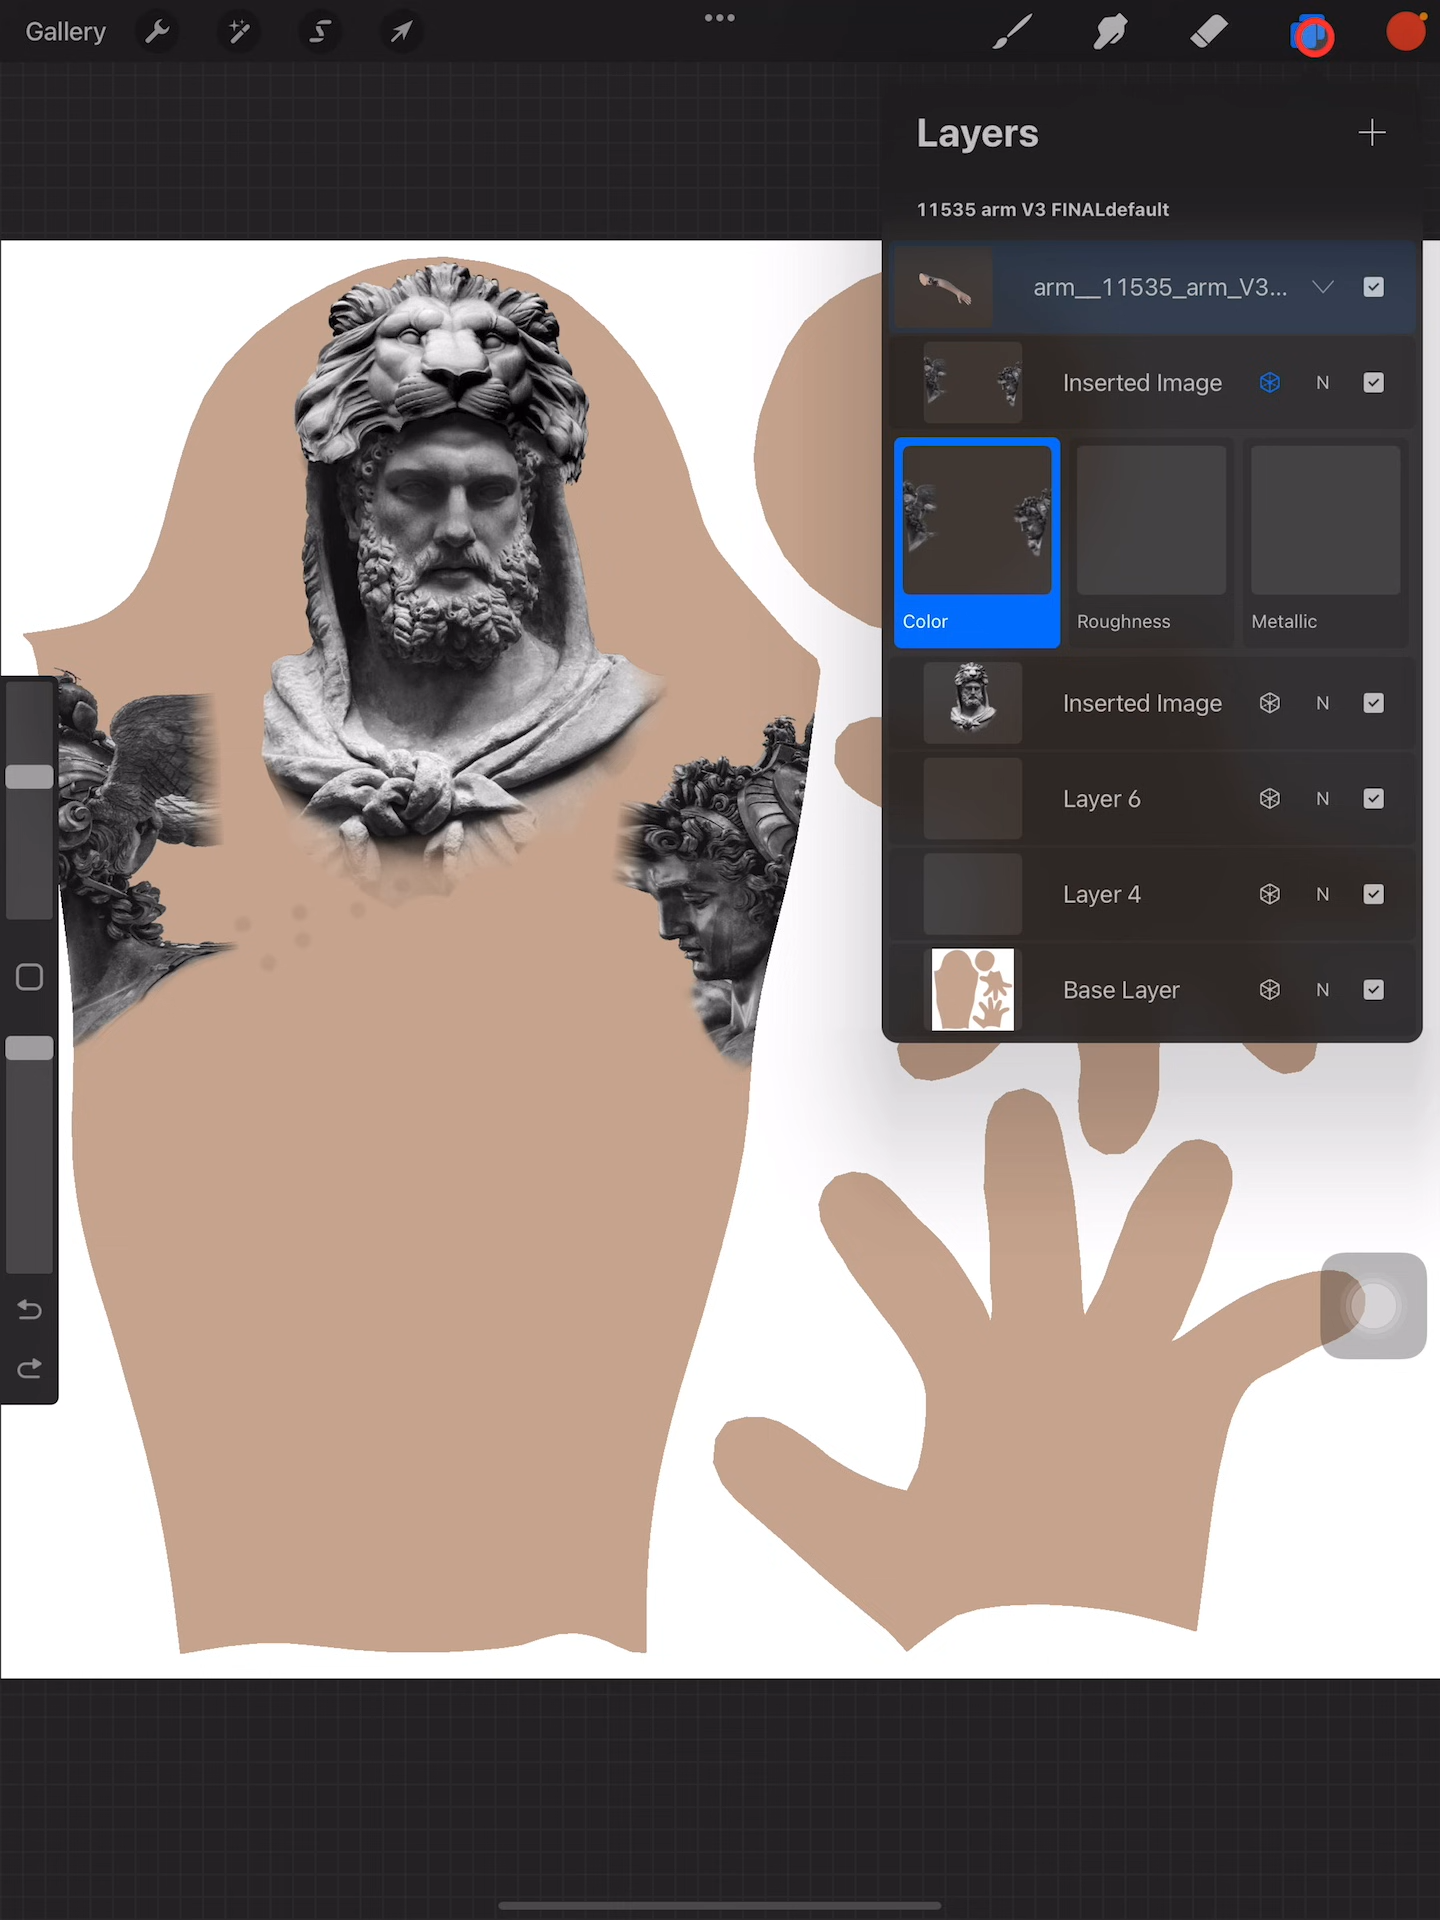 Gallery
Layers
11535 arm V3 FINALdefault
arm__11535_arm_V3...
Inserted Image N
Color Roughness Metallic
Inserted Image N
Layer 6 N
Layer 4 N
Base Layer N